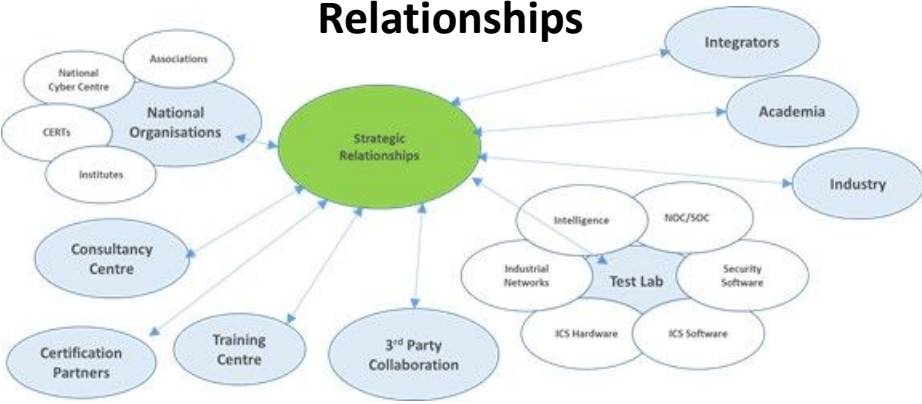 Relationships
Integrators
Associations
National
Cyber Centre
National
Organisations
CERTs
Institutes
Strategic
Relationships
Academia
Industry
Consultancy
Centre
Intelligence
NOC/SOC
Industrial
Networks
Test Lab
Security
Software
ICS Hardware
ICS Software
Certification
Partners
Training
Centre
3rd Party
Collaboration